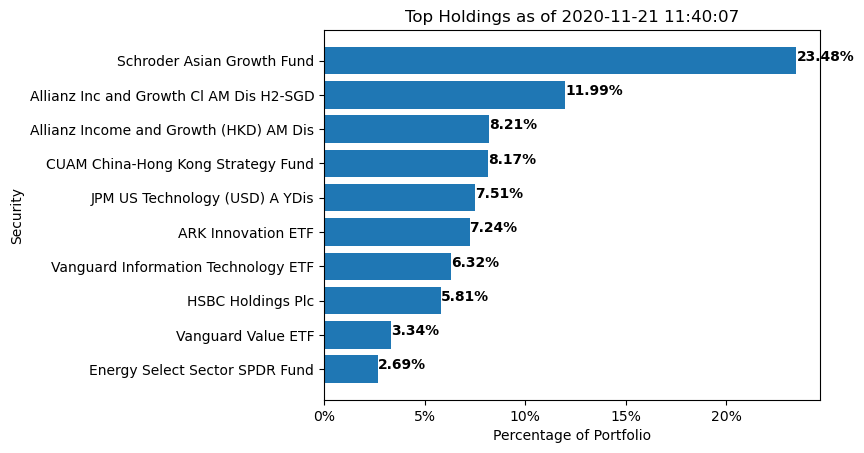 Top Holdings as of 2020-11-21 11:40:07
Schroder Asian Growth Fund 23.48%
Allianz Inc and Growth Cl AM Dis H2-SGD 11.99%
Allianz Income and Growth (HKD) AM Dis 8.21%
CUAM China-Hong Kong Strategy Fund 8.17%
JPM US Technology (USD) A YDis 7.51%
ARK Innovation ETF 7.24%
Vanguard Information Technology ETF 6.32%
HSBC Holdings Plc 5.81%
Vanguard Value ETF 3.34%
Energy Select Sector SPDR Fund 2.69%
Security
0% 5% 10% 15% 20%
Percentage of Portfolio